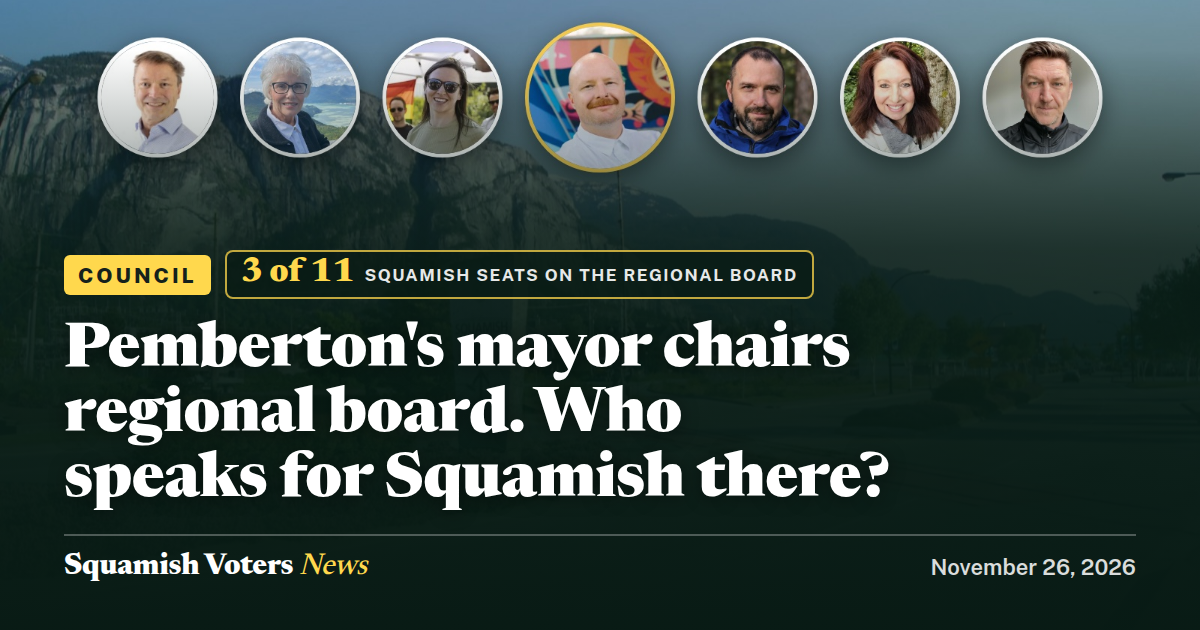 COUNCIL
3 of 11 SQUAMISH SEATS ON THE REGIONAL BOARD
Pemberton's mayor chairs
regional board. Who
speaks for Squamish there?
Squamish Voters News
November 26, 2026